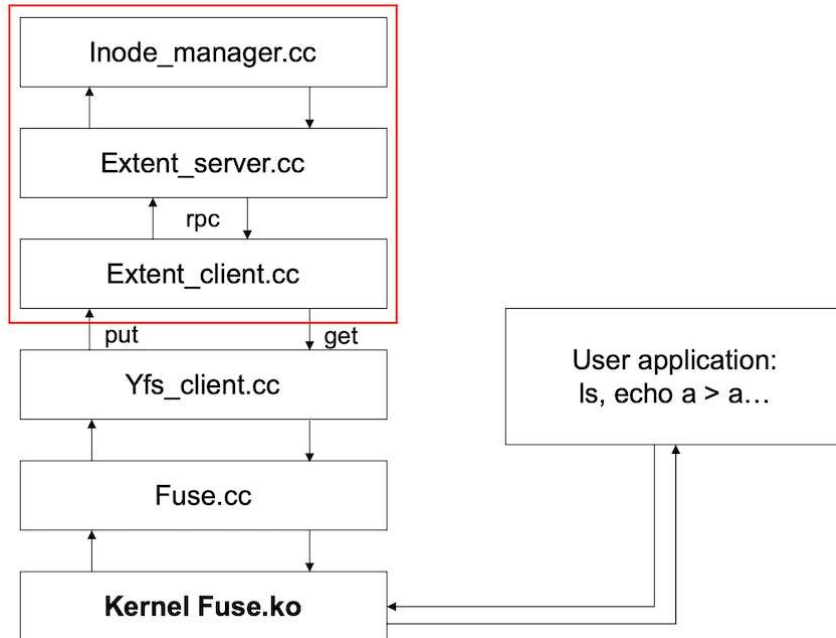 Inode_manager.cc
Extent_server.cc
rpc
Extent_client.cc
put
get
Yfs_client.cc
Fuse.cc
Kernel Fuse.ko
User application:
ls, echo a > a…